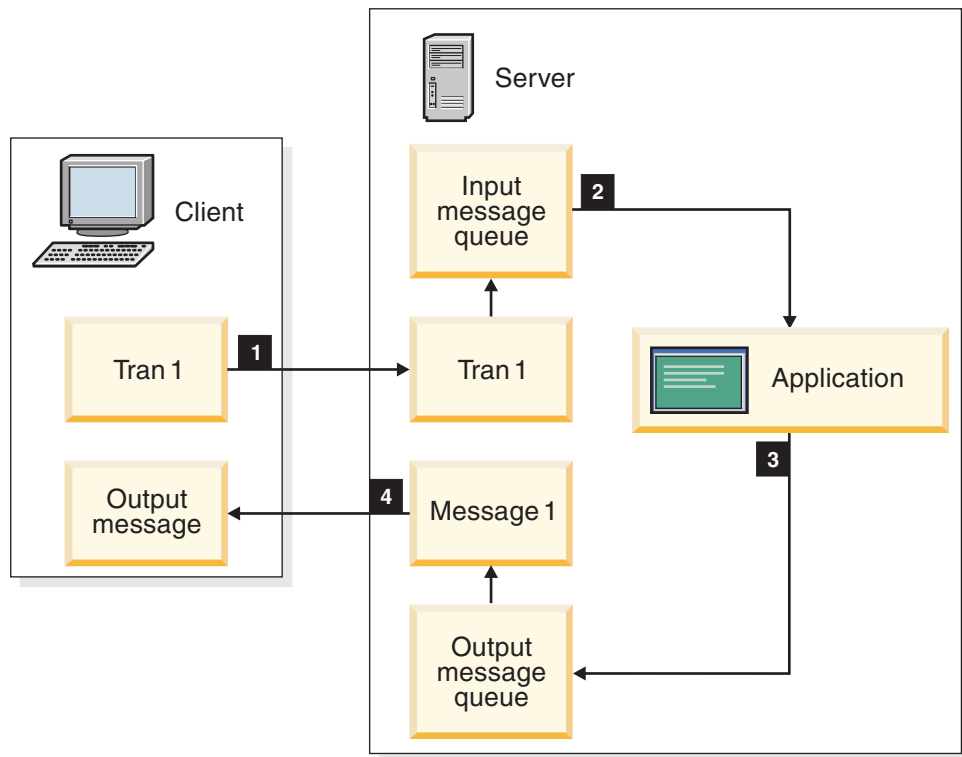 Server
Client
Input
message
queue
2
Tran 1
1
Tran 1
Application
3
Output
message
4
Message 1
Output
message
queue